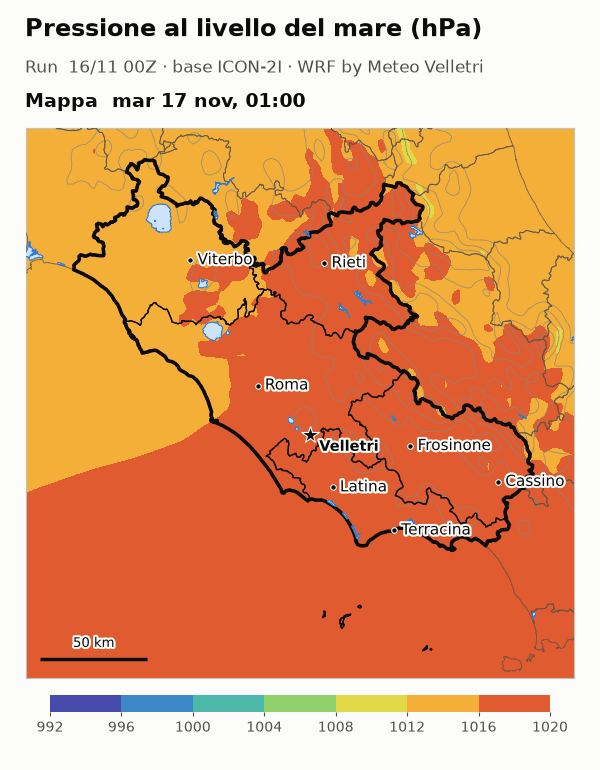 Pressione al livello del mare (hPa)
Run  16/11 00Z · base ICON-2I · WRF by Meteo Velletri
Mappa  mar 17 nov, 01:00
Viterbo
Rieti
Roma
Velletri
Frosinone
Cassino
Latina
Terracina
50 km
992 996 1000 1004 1008 1012 1016 1020